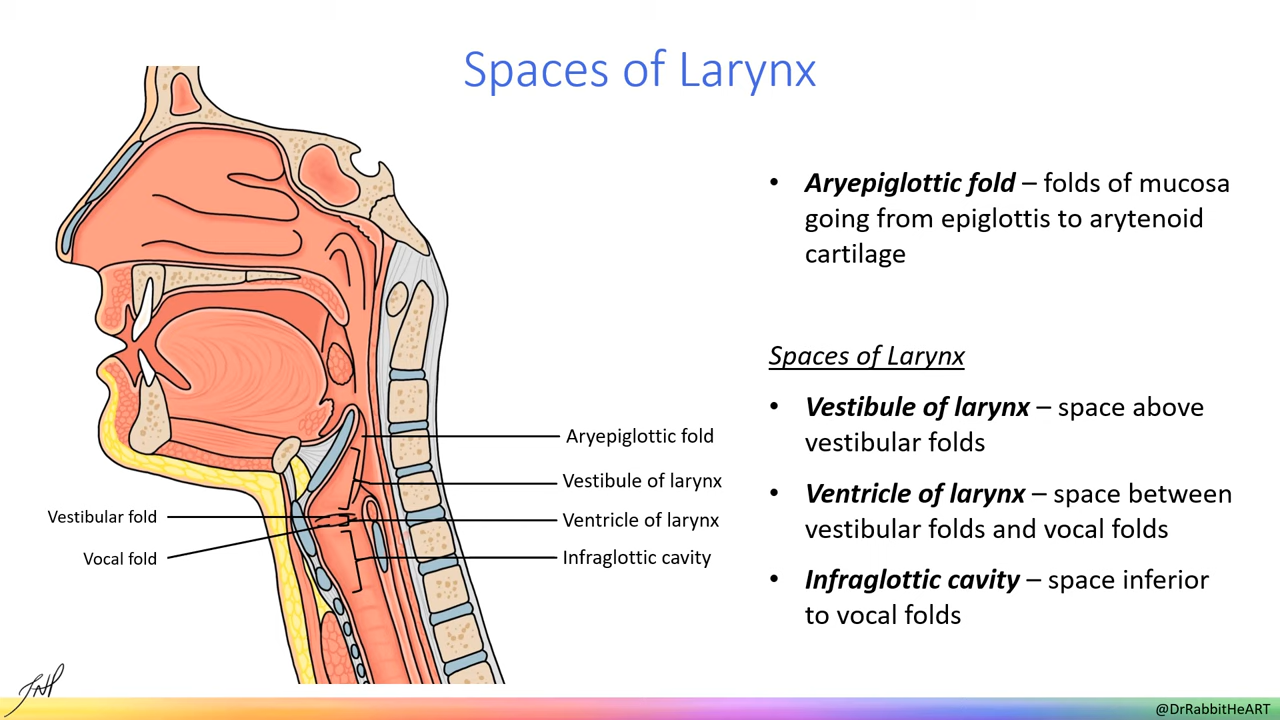 Spaces of Larynx
• Aryepiglottic fold – folds of mucosa
going from epiglottis to arytenoid
cartilage
Spaces of Larynx
• Vestibule of larynx – space above
vestibular folds
• Ventricle of larynx – space between
vestibular folds and vocal folds
• Infraglottic cavity – space inferior
to vocal folds
Aryepiglottic fold
Vestibule of larynx
Ventricle of larynx
Infraglottic cavity
Vestibular fold
Vocal fold
@DrRabbitHeART